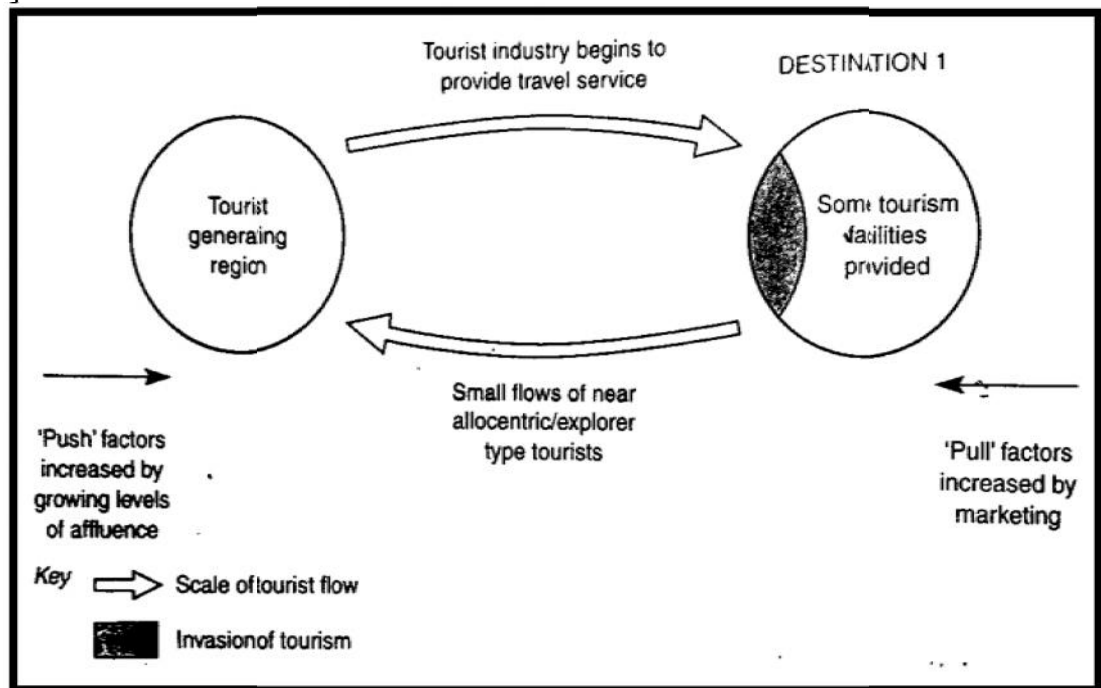 Tourist industry begins to
provide travel service
DESTINATION 1
Tourist
generating
region
Some tourism
facilities
provided
Small flows of near
allocentric/explorer
type tourists
'Push' factors
increased by
growing levels
of affluence
'Pull' factors
increased by
marketing
Key
Scale of tourist flow
Invasion of tourism